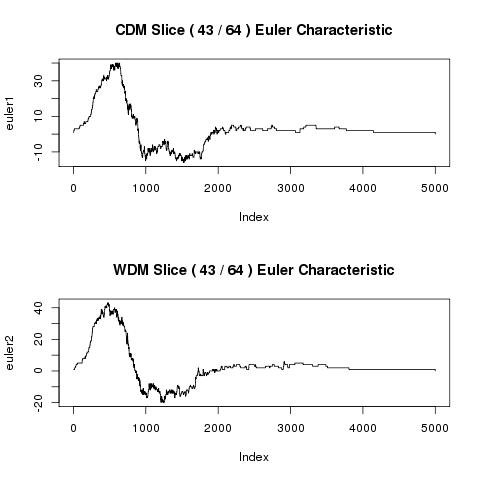 CDM Slice ( 43 / 64 ) Euler Characteristic
euler1
30
10
-10
0 1000 2000 3000 4000 5000
Index
WDM Slice ( 43 / 64 ) Euler Characteristic
euler2
40
20
0
-20
0 1000 2000 3000 4000 5000
Index